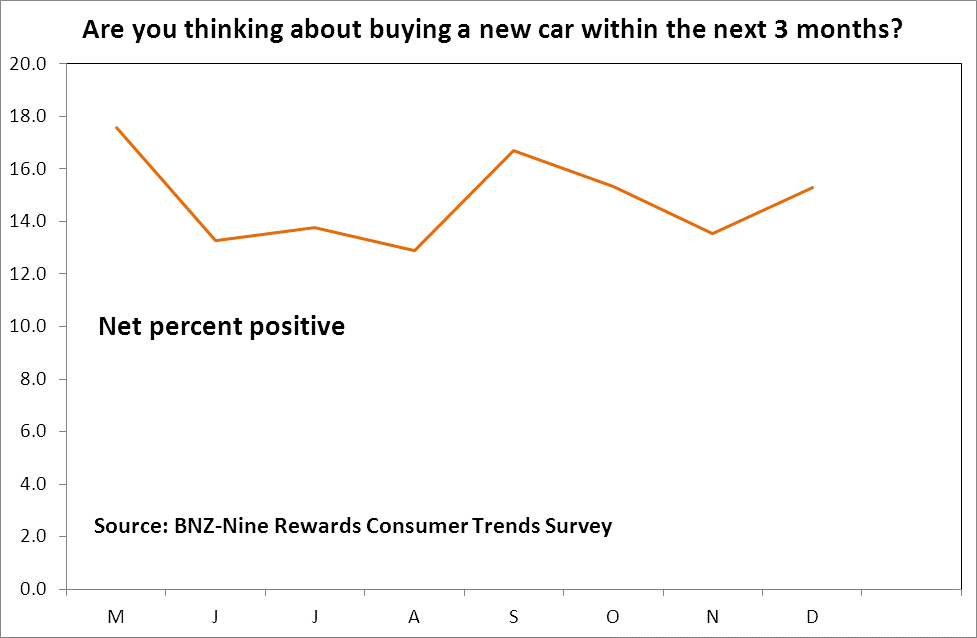 Are you thinking about buying a new car within the next 3 months?
20.0
18.0
16.0
14.0
12.0
10.0
Net percent positive
8.0
6.0
4.0
Source: BNZ-Nine Rewards Consumer Trends Survey
2.0
0.0
M J J A S O N D